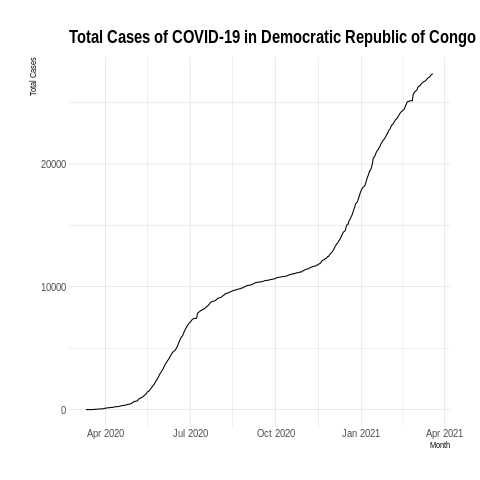 Total Cases of COVID-19 in Democratic Republic of Congo
Total Cases
20000
10000
0
Apr 2020 Jul 2020 Oct 2020 Jan 2021 Apr 2021
Month